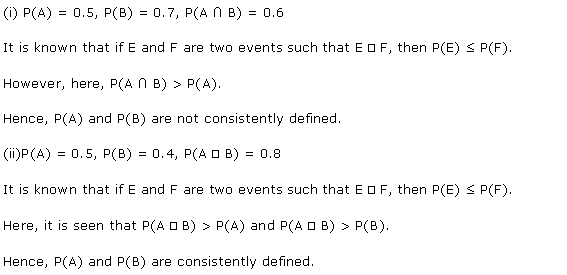 (i) P(A) = 0.5, P(B) = 0.7, P(A ∩ B) = 0.6
It is known that if E and F are two events such that E □ F, then P(E) ≤ P(F).
However, here, P(A ∩ B) > P(A).
Hence, P(A) and P(B) are not consistently defined.
(ii)P(A) = 0.5, P(B) = 0.4, P(A □ B) = 0.8
It is known that if E and F are two events such that E □ F, then P(E) ≤ P(F).
Here, it is seen that P(A □ B) > P(A) and P(A □ B) > P(B).
Hence, P(A) and P(B) are consistently defined.